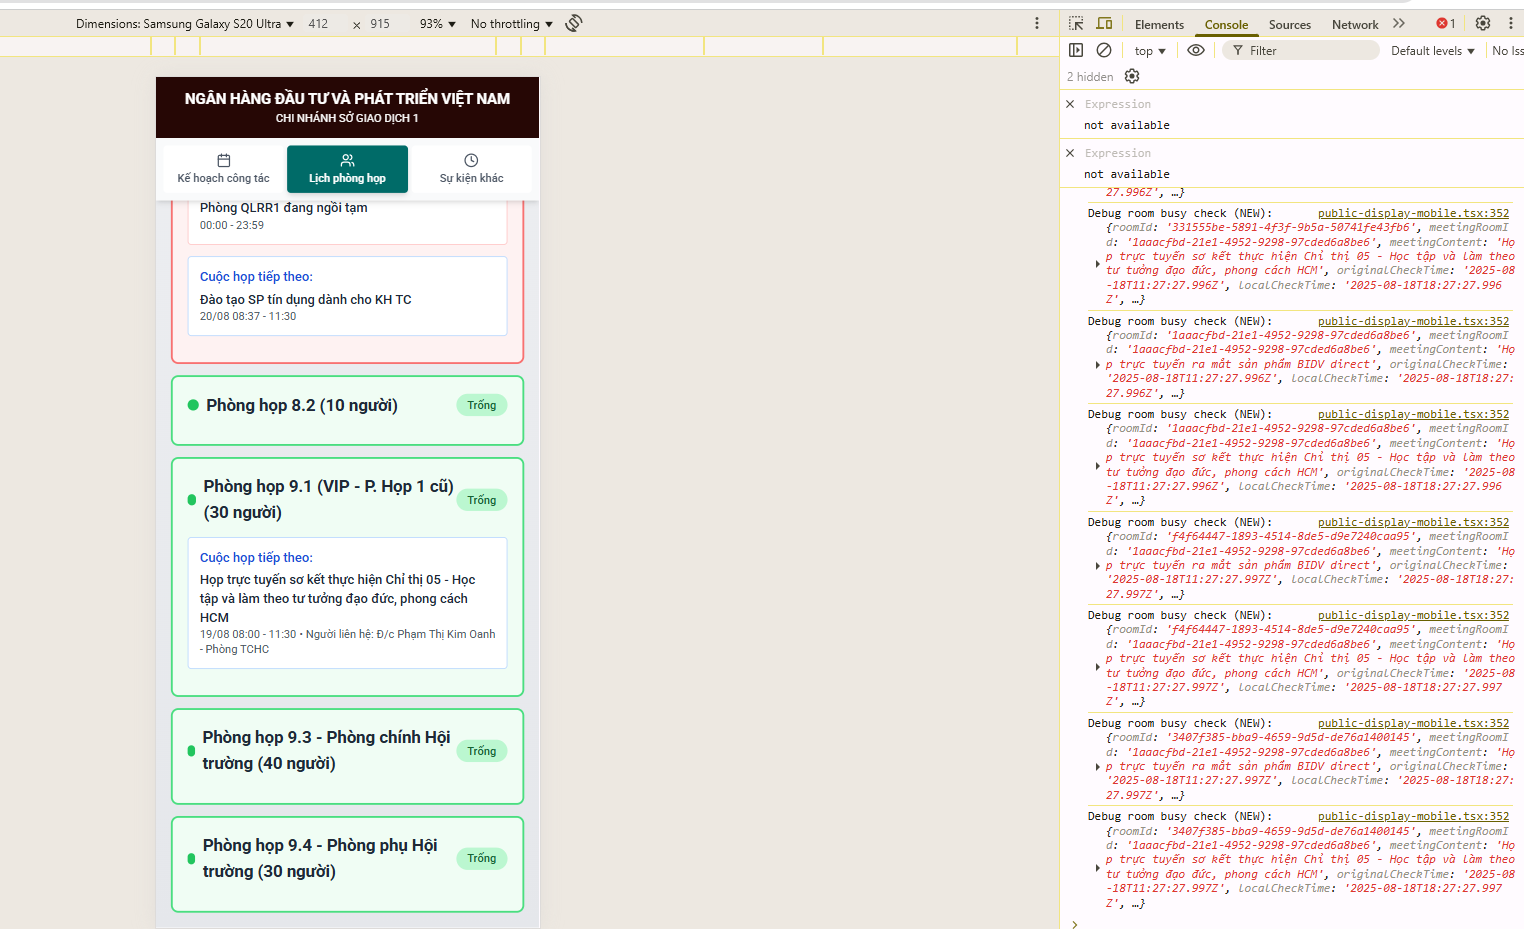 Dimensions: Samsung Galaxy S20 Ultra ▼ 412 × 915 93% ▼ No throttling ▼
NGÂN HÀNG ĐẦU TƯ VÀ PHÁT TRIỂN VIỆT NAM
CHI NHÁNH SỞ GIAO DỊCH 1
Kế hoạch công tác Lịch phòng họp Sự kiện khác
Phòng QLRR1 đang ngồi tạm
00:00 - 23:59
Cuộc họp tiếp theo:
Đào tạo SP tín dụng dành cho KH TC
20/08 08:37 - 11:30
Phòng họp 8.2 (10 người) Trống
Phòng họp 9.1 (VIP - P. Họp 1 cũ)
(30 người)
Trống
Cuộc họp tiếp theo:
Họp trực tuyến sơ kết thực hiện Chỉ thị 05 - Học
tập và làm theo tư tưởng đạo đức, phong cách
HCM
19/08 08:00 - 11:30 • Người liên hệ: Đ/c Phạm Thị Kim Oanh
- Phòng TCHC
Phòng họp 9.3 - Phòng chính Hội
trường (40 người)
Trống
Phòng họp 9.4 - Phòng phụ Hội
trường (30 người)
Trống
Elements Console Sources Network 1
top ▼ Filter Default levels ▼ No Iss
2 hidden
Expression
not available
Expression
not available
27.996Z', …}
Debug room busy check (NEW): public-display-mobile.tsx:352
{roomId: '331555be-5891-4f3f-9b5a-50741fe43fb6', meetingRoomI
d: '1aaacfbd-21e1-4952-9298-97cded6a8be6', meetingContent: 'Họ
p trực tuyến sơ kết thực hiện Chỉ thị 05 - Học tập và làm theo
tư tưởng đạo đức, phong cách HCM', originalCheckTime: '2025-08
-18T11:27:27.996Z', localCheckTime: '2025-08-18T18:27:27.996
Z', …}
Debug room busy check (NEW): public-display-mobile.tsx:352
{roomId: '1aaacfbd-21e1-4952-9298-97cded6a8be6', meetingRoomI
d: '1aaacfbd-21e1-4952-9298-97cded6a8be6', meetingContent: 'Họ
p trực tuyến ra mắt sản phẩm BIDV direct', originalCheckTime:
'2025-08-18T11:27:27.996Z', localCheckTime: '2025-08-18T18:27:
27.996Z', …}
Debug room busy check (NEW): public-display-mobile.tsx:352
{roomId: '1aaacfbd-21e1-4952-9298-97cded6a8be6', meetingRoomI
d: '1aaacfbd-21e1-4952-9298-97cded6a8be6', meetingContent: 'Họ
p trực tuyến sơ kết thực hiện Chỉ thị 05 - Học tập và làm theo
tư tưởng đạo đức, phong cách HCM', originalCheckTime: '2025-08
-18T11:27:27.996Z', localCheckTime: '2025-08-18T18:27:27.996
Z', …}
Debug room busy check (NEW): public-display-mobile.tsx:352
{roomId: 'f4f64447-1893-4514-8de5-d9e7240caa95', meetingRoomI
d: '1aaacfbd-21e1-4952-9298-97cded6a8be6', meetingContent: 'Họ
p trực tuyến ra mắt sản phẩm BIDV direct', originalCheckTime:
'2025-08-18T11:27:27.997Z', localCheckTime: '2025-08-18T18:27:
27.997Z', …}
Debug room busy check (NEW): public-display-mobile.tsx:352
{roomId: 'f4f64447-1893-4514-8de5-d9e7240caa95', meetingRoomI
d: '1aaacfbd-21e1-4952-9298-97cded6a8be6', meetingContent: 'Họ
p trực tuyến sơ kết thực hiện Chỉ thị 05 - Học tập và làm theo
tư tưởng đạo đức, phong cách HCM', originalCheckTime: '2025-08
-18T11:27:27.997Z', localCheckTime: '2025-08-18T18:27:27.997
Z', …}
Debug room busy check (NEW): public-display-mobile.tsx:352
{roomId: '3407f385-bba9-4659-9d5d-de76a1400145', meetingRoomI
d: '1aaacfbd-21e1-4952-9298-97cded6a8be6', meetingContent: 'Họ
p trực tuyến ra mắt sản phẩm BIDV direct', originalCheckTime:
'2025-08-18T11:27:27.997Z', localCheckTime: '2025-08-18T18:27:
27.997Z', …}
Debug room busy check (NEW): public-display-mobile.tsx:352
{roomId: '3407f385-bba9-4659-9d5d-de76a1400145', meetingRoomI
d: '1aaacfbd-21e1-4952-9298-97cded6a8be6', meetingContent: 'Họ
p trực tuyến sơ kết thực hiện Chỉ thị 05 - Học tập và làm theo
tư tưởng đạo đức, phong cách HCM', originalCheckTime: '2025-08
-18T11:27:27.997Z', localCheckTime: '2025-08-18T18:27:27.997
Z', …}